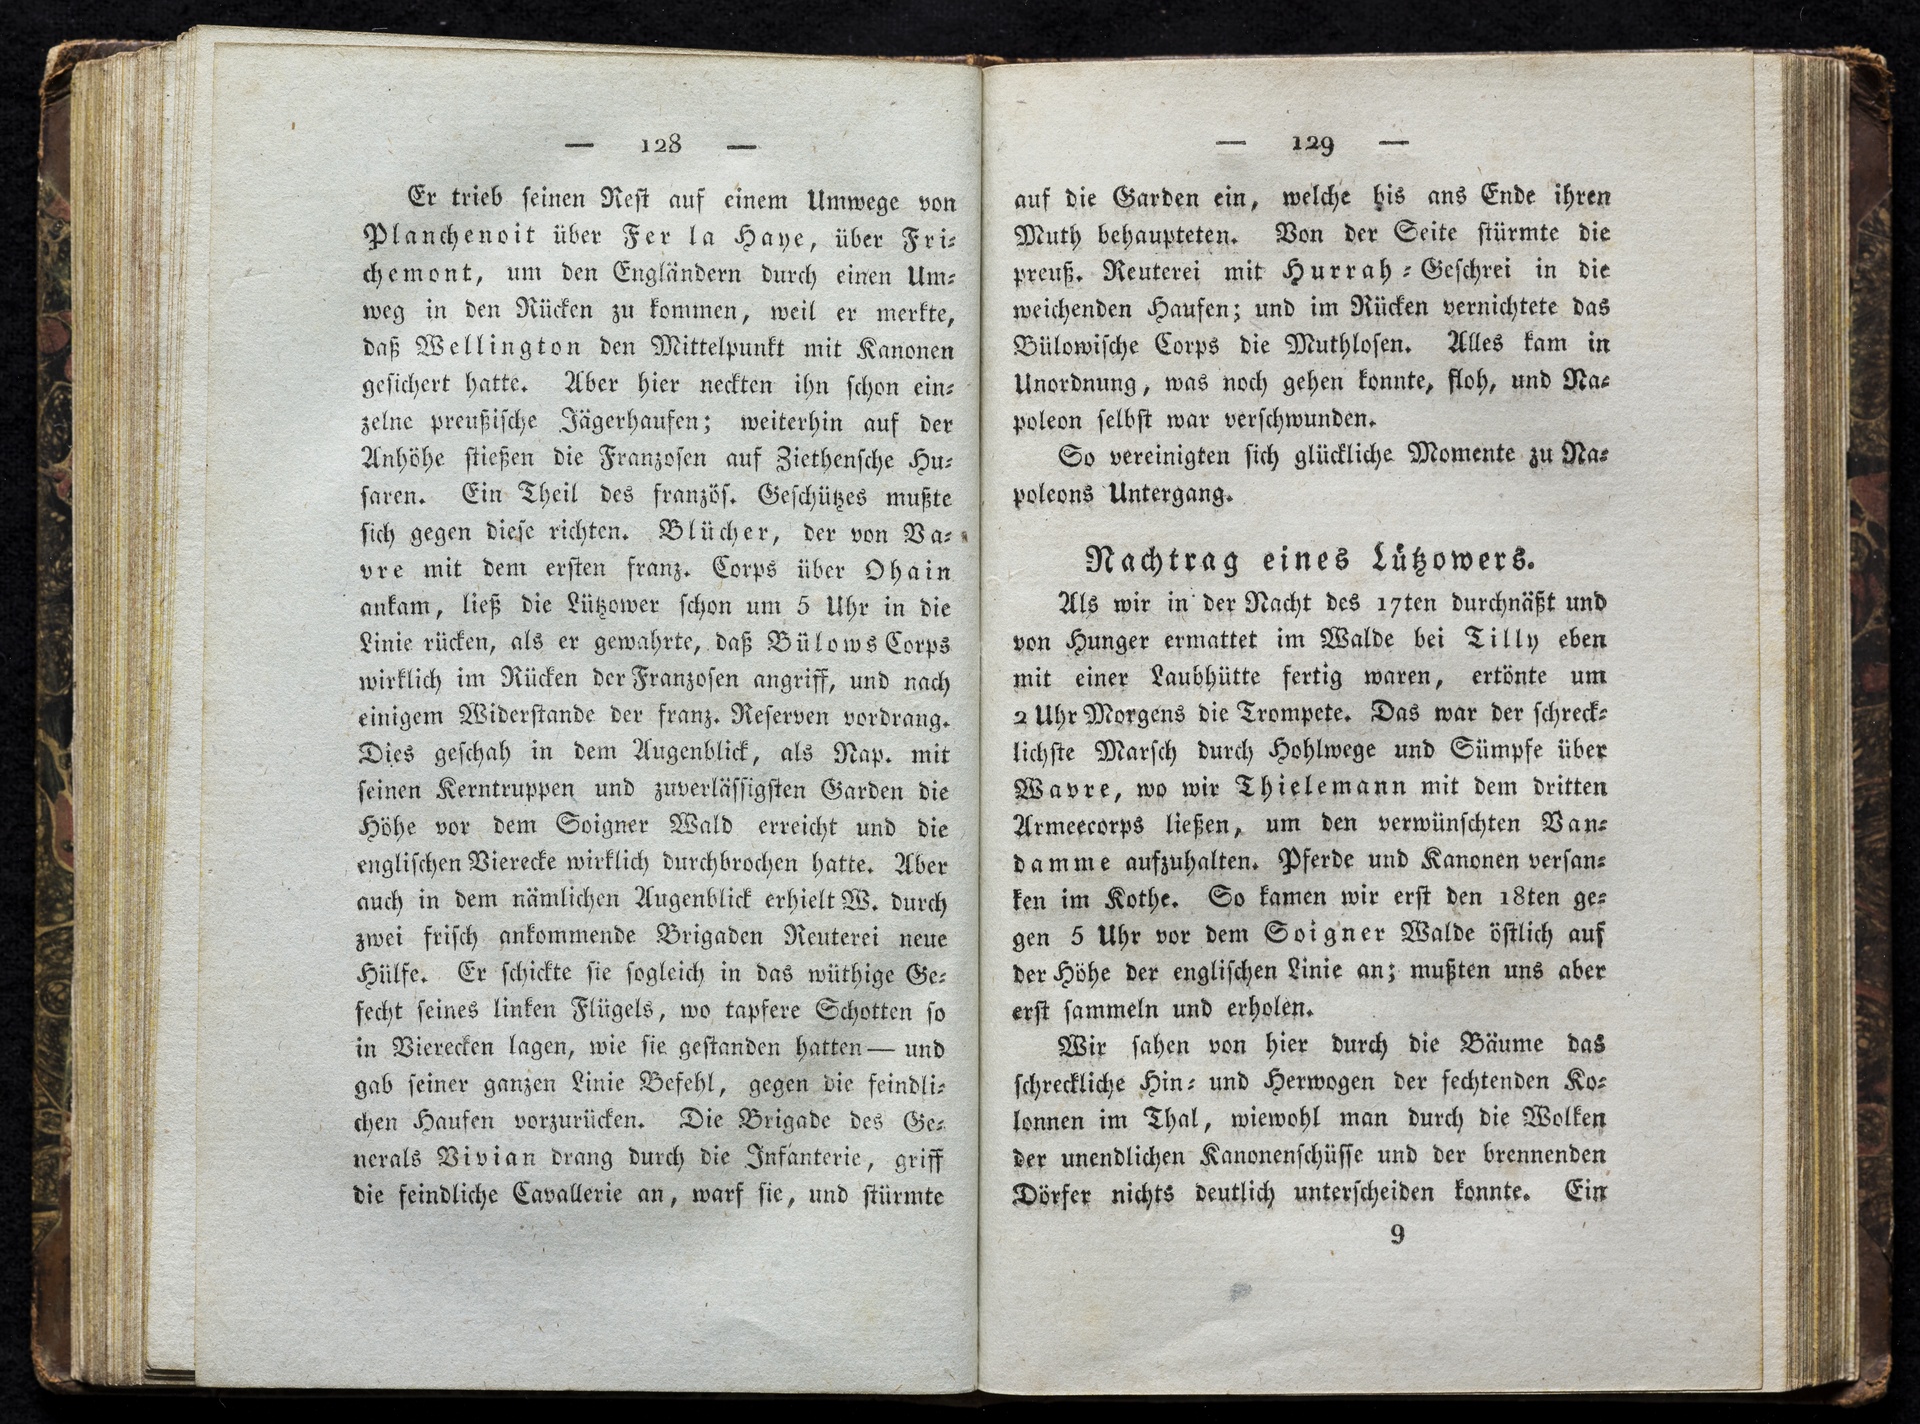 — 128 —
Er trieb seinen Rest auf einem Umwege von
Planchenoit über Fer la Haye, über Fri-
chemont, um den Engländern durch einen Um-
weg in den Rücken zu kommen, weil er merkte,
daß Wellington den Mittelpunkt mit Kanonen
gesichert hatte. Aber hier neckten ihn schon ein-
zelne preußische Jägerhaufen; weiterhin auf der
Anhöhe stießen die Franzosen auf Ziethensche Hu-
saren. Ein Theil des französ. Geschützes mußte
sich gegen diese richten. Blücher, der von Va-
vre mit dem ersten franz. Corps über Ohain
ankam, ließ die Lützower schon um 5 Uhr in die
Linie rücken, als er gewahrte, daß Bülows Corps
wirklich im Rücken der Franzosen angriff, und nach
einigem Widerstande der franz. Reserven vordrang.
Dies geschah in dem Augenblick, als Nap. mit
seinen Kerntruppen und zuverlässigsten Garden die
Höhe vor dem Soigner Wald erreicht und die
englischen Vierecke wirklich durchbrochen hatte. Aber
auch in dem nämlichen Augenblick erhielt W. durch
zwei frisch ankommende Brigaden Reuterei neue
Hülfe. Er schickte sie sogleich in das wüthige Ge-
fecht seines linken Flügels, wo tapfere Schotten so
in Vierecken lagen, wie sie gestanden hatten — und
gab seiner ganzen Linie Befehl, gegen die feindli-
chen Haufen vorzurücken. Die Brigade des Ge-
nerals Vivian drang durch die Infanterie, griff
die feindliche Cavallerie an, warf sie, und stürmte
— 129 —
auf die Garden ein, welche bis ans Ende ihren
Muth behaupteten. Von der Seite stürmte die
preuß. Reuterei mit Hurrah-Geschrei in die
weichenden Haufen; und im Rücken vernichtete das
Bülowische Corps die Muthlosen. Alles kam in
Unordnung, was noch gehen konnte, floh, und Na-
poleon selbst war verschwunden.
So vereinigten sich glückliche Momente zu Na-
poleons Untergang.
Nachtrag eines Lützowers.
Als wir in der Nacht des 17ten durchnäßt und
von Hunger ermattet im Walde bei Tilly eben
mit einer Laubhütte fertig waren, ertönte um
2 Uhr Morgens die Trompete. Das war der schreck-
lichste Marsch durch Hohlwege und Sümpfe über
Wavre, wo wir Thielemann mit dem dritten
Armeecorps ließen, um den verwünschten Van-
damme aufzuhalten. Pferde und Kanonen versan-
ken im Kothe. So kamen wir erst den 18ten ge-
gen 5 Uhr vor dem Soigner Walde östlich auf
der Höhe der englischen Linie an; mußten uns aber
erst sammeln und erholen.
Wir sahen von hier durch die Bäume das
schreckliche Hin- und Herwogen der fechtenden Ko-
lonnen im Thal, wiewohl man durch die Wolken
der unendlichen Kanonenschüsse und der brennenden
Dörfer nichts deutlich unterscheiden konnte. Ein
9